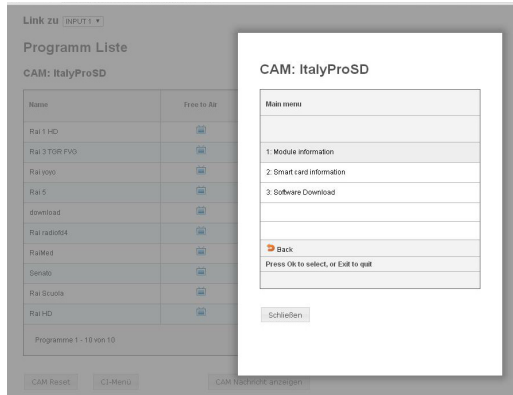 Link zu INPUT 1
Programm Liste
CAM: ItalyProSD
Name Free to Air
Rai 1 HD
Rai 3 TGR FVG
Rai yoyo
Rai 5
download
Rai radiofd4
RaiMed
Senato
Rai Scuola
Rai HD
Programme 1 - 10 von 10
CAM Reset CI-Menü CAM Nachricht anzeigen
CAM: ItalyProSD
Main menu
1: Module information
2: Smart card information
3: Software Download
Back
Press Ok to select, or Exit to quit
Schließen